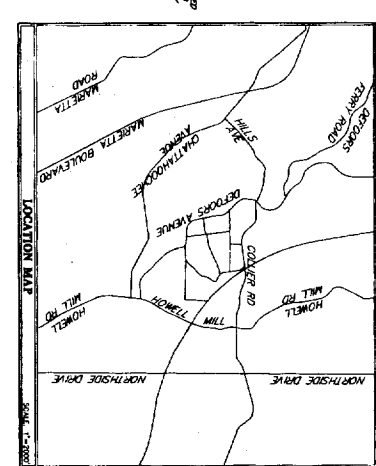 NORTHSIDE DRIVE
NORTHSIDE DRIVE
HOWELL
MILL RD
HOWELL
MILL
HOWELL
MILL RD
COLLIER RD
DEFOORS AVENUE
DEFOORS
FERRY ROAD
HILLS
AVE
CHATTAHOOCHEE
AVENUE
MARIETTA BOULEVARD
MARIETTA
ROAD
LOCATION MAP
SCALE 1"=2000'